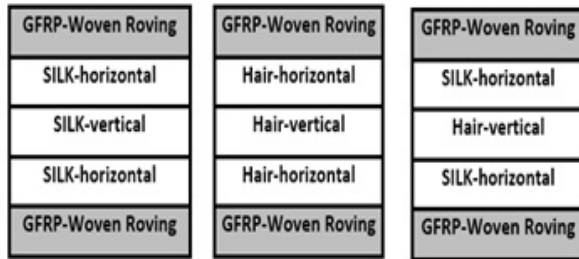 GFRP-Woven Roving
SILK-horizontal
SILK-vertical
SILK-horizontal
GFRP-Woven Roving
GFRP-Woven Roving
Hair-horizontal
Hair-vertical
Hair-horizontal
GFRP-Woven Roving
GFRP-Woven Roving
SILK-horizontal
Hair-vertical
SILK-horizontal
GFRP-Woven Roving